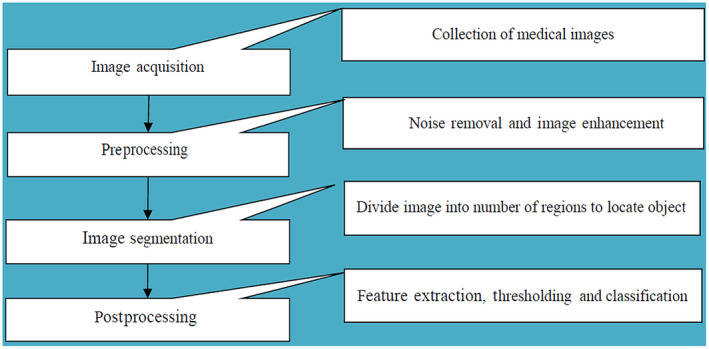 Image acquisition
Collection of medical images
Preprocessing
Noise removal and image enhancement
Image segmentation
Divide image into number of regions to locate object
Postprocessing
Feature extraction, thresholding and classification